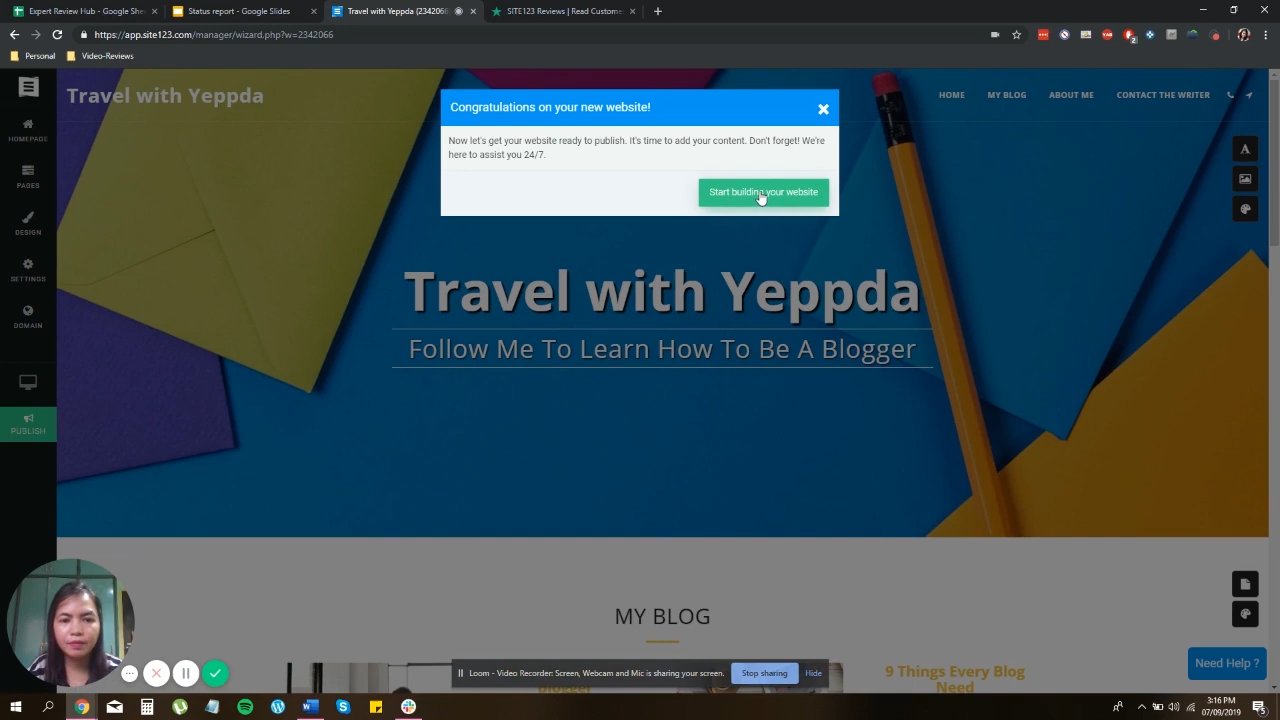 Expert Review Hub - Google Shee
Status report - Google Slides
Travel with Yeppda (2342066
SITE123 Reviews | Read Custome
https://app.site123.com/manager/wizard.php?w=2342066
Personal
Video-Reviews
Travel with Yeppda
HOME
MY BLOG
ABOUT ME
CONTACT THE WRITER
Congratulations on your new website!
Now let's get your website ready to publish. It's time to add your content. Don't forget! We're
here to assist you 24/7.
Start building your website
HOMEPAGE
PAGES
DESIGN
SETTINGS
DOMAIN
PUBLISH
A
Travel with Yeppda
Follow Me To Learn How To Be A Blogger
MY BLOG
9 Things Every Blog
Need
Blogger
Loom - Video Recorder: Screen, Webcam and Mic is sharing your screen.
Stop sharing
Hide
Need Help ?
3:16 PM
07/09/2019